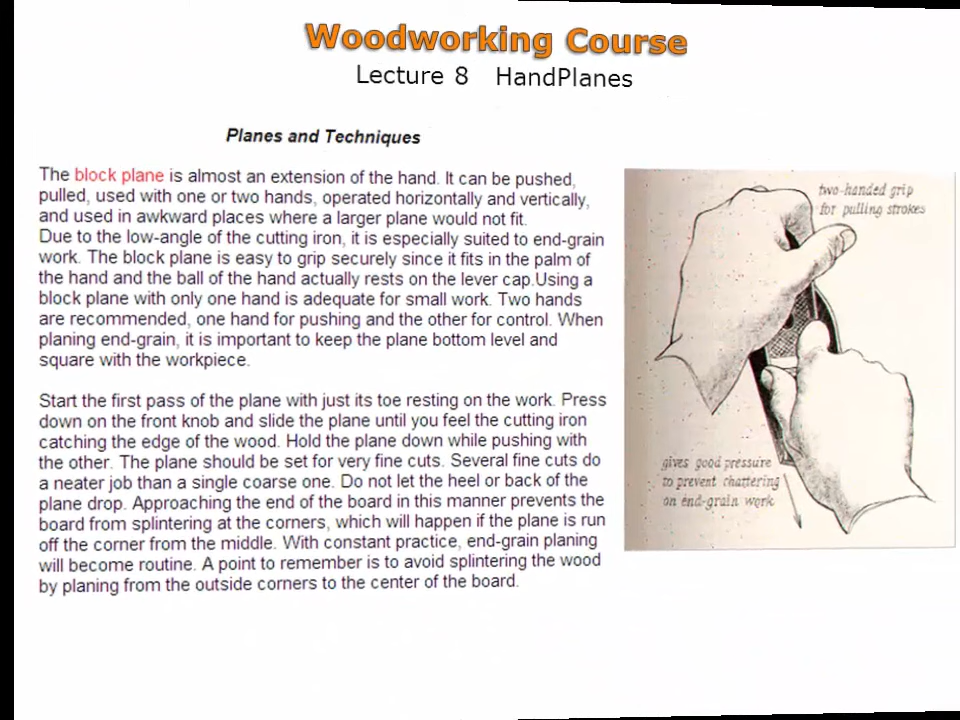 Woodworking Course
Lecture 8 HandPlanes
Planes and Techniques
The block plane is almost an extension of the hand. It can be pushed,
pulled, used with one or two hands, operated horizontally and vertically,
and used in awkward places where a larger plane would not fit.
Due to the low-angle of the cutting iron, it is especially suited to end-grain
work. The block plane is easy to grip securely since it fits in the palm of
the hand and the ball of the hand actually rests on the lever cap.Using a
block plane with only one hand is adequate for small work. Two hands
are recommended, one hand for pushing and the other for control. When
planing end-grain, it is important to keep the plane bottom level and
square with the workpiece.
Start the first pass of the plane with just its toe resting on the work. Press
down on the front knob and slide the plane until you feel the cutting iron
catching the edge of the wood. Hold the plane down while pushing with
the other. The plane should be set for very fine cuts. Several fine cuts do
a neater job than a single coarse one. Do not let the heel or back of the
plane drop. Approaching the end of the board in this manner prevents the
board from splintering at the corners, which will happen if the plane is run
off the corner from the middle. With constant practice, end-grain planing
will become routine. A point to remember is to avoid splintering the wood
by planing from the outside corners to the center of the board.
two-handed grip
for pulling strokes
gives good pressure
to prevent chattering
on end-grain work